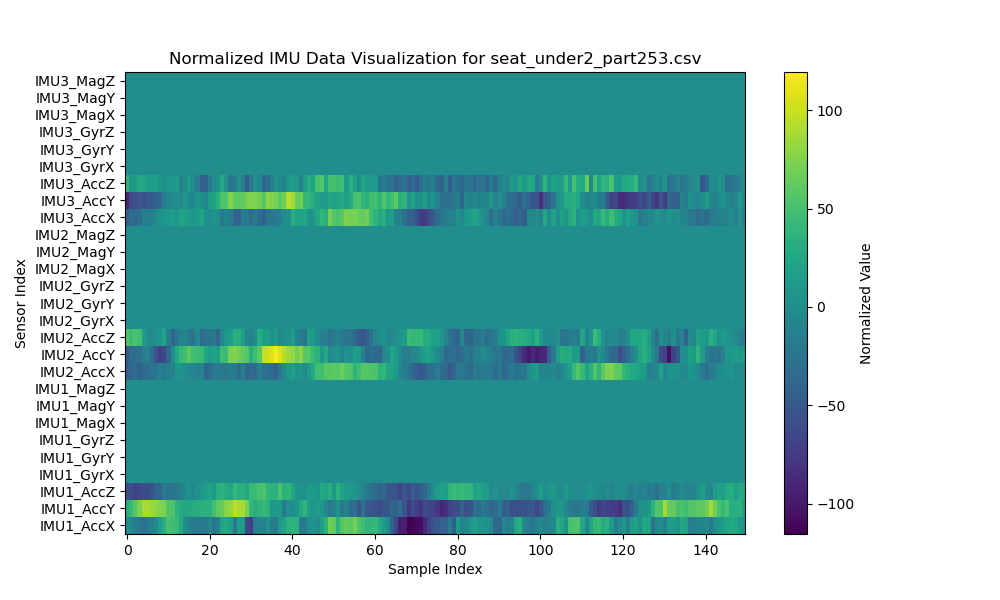 Normalized IMU Data Visualization for seat_under2_part253.csv
IMU3_MagZ
IMU3_MagY
IMU3_MagX
IMU3_GyrZ
IMU3_GyrY
IMU3_GyrX
IMU3_AccZ
IMU3_AccY
IMU3_AccX
IMU2_MagZ
IMU2_MagY
IMU2_MagX
IMU2_GyrZ
IMU2_GyrY
IMU2_GyrX
IMU2_AccZ
IMU2_AccY
IMU2_AccX
IMU1_MagZ
IMU1_MagY
IMU1_MagX
IMU1_GyrZ
IMU1_GyrY
IMU1_GyrX
IMU1_AccZ
IMU1_AccY
IMU1_AccX
Sensor Index
0 20 40 60 80 100 120 140
Sample Index
100
50
0
−50
−100
Normalized Value